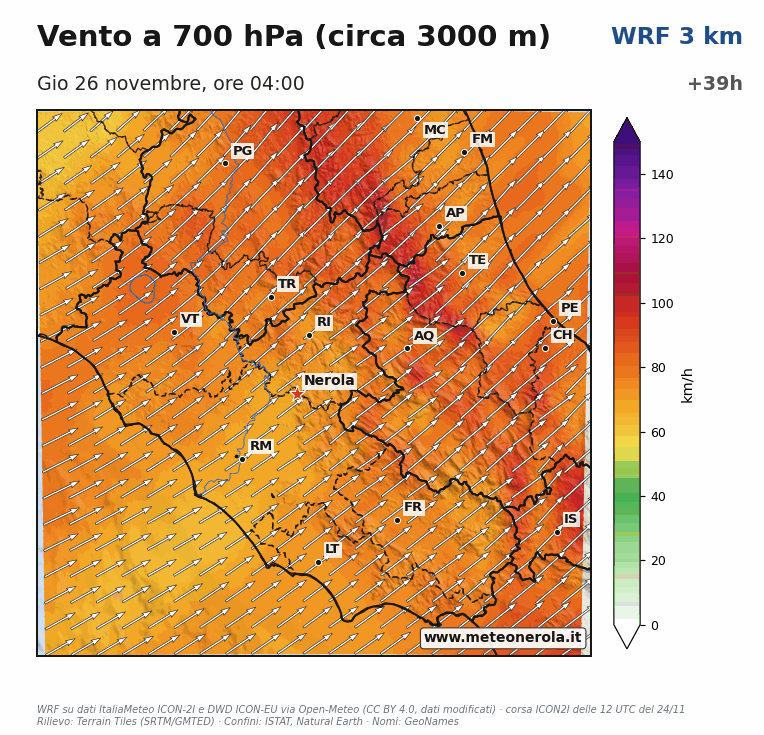 Vento a 700 hPa (circa 3000 m)
WRF 3 km
Gio 26 novembre, ore 04:00
+39h
MC
FM
PG
AP
TE
TR
PE
VT
RI
AQ
CH
Nerola
RM
FR
IS
LT
www.meteonerola.it
140
120
100
80
60
40
20
0
km/h
WRF su dati ItaliaMeteo ICON-2I e DWD ICON-EU via Open-Meteo (CC BY 4.0, dati modificati) · corsa ICON2I delle 12 UTC del 24/11
Rilievo: Terrain Tiles (SRTM/GMTED) · Confini: ISTAT, Natural Earth · Nomi: GeoNames